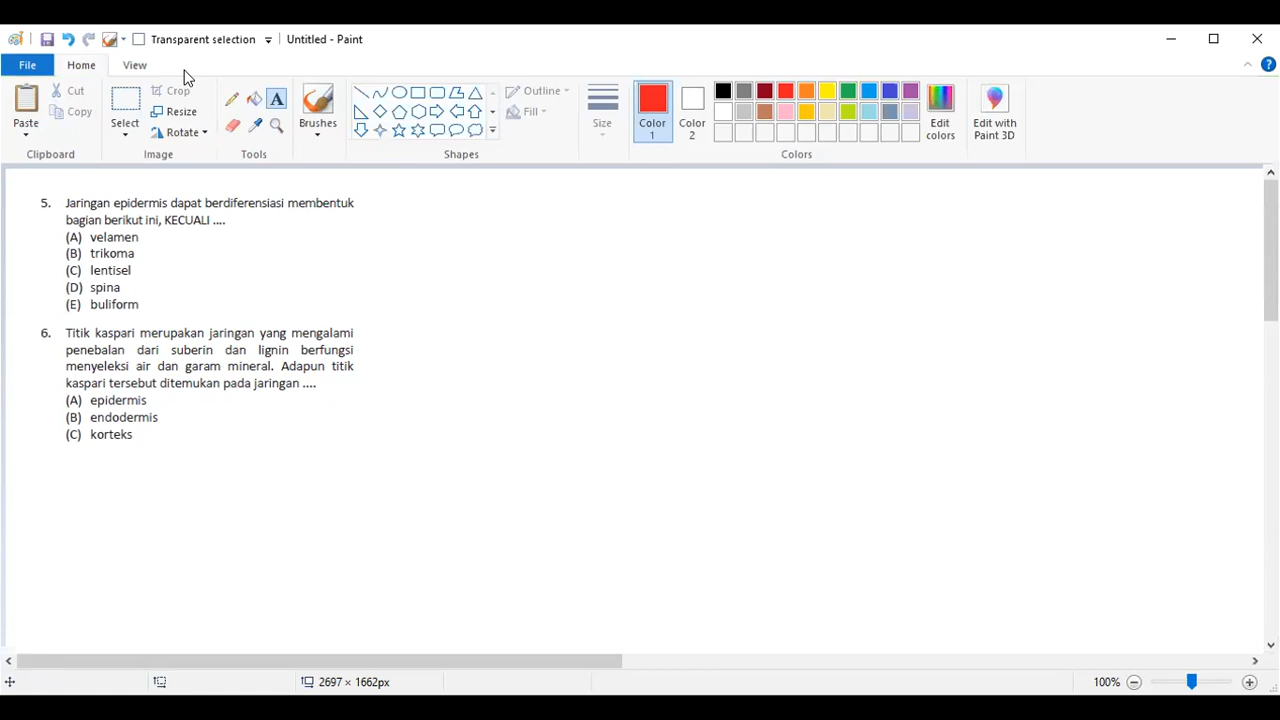 Transparent selection
Untitled - Paint
File
Home
View
Paste
Cut
Copy
Clipboard
Select
Crop
Resize
Rotate
Image
A
Tools
Brushes
Shapes
Outline
Fill
Size
Color 1
Color 2
Edit colors
Colors
Edit with Paint 3D
5. Jaringan epidermis dapat berdiferensiasi membentuk
bagian berikut ini, KECUALI ....
(A) velamen
(B) trikoma
(C) lentisel
(D) spina
(E) buliform
6. Titik kaspari merupakan jaringan yang mengalami
penebalan dari suberin dan lignin berfungsi
menyeleksi air dan garam mineral. Adapun titik
kaspari tersebut ditemukan pada jaringan ....
(A) epidermis
(B) endodermis
(C) korteks
2697 × 1662px
100%